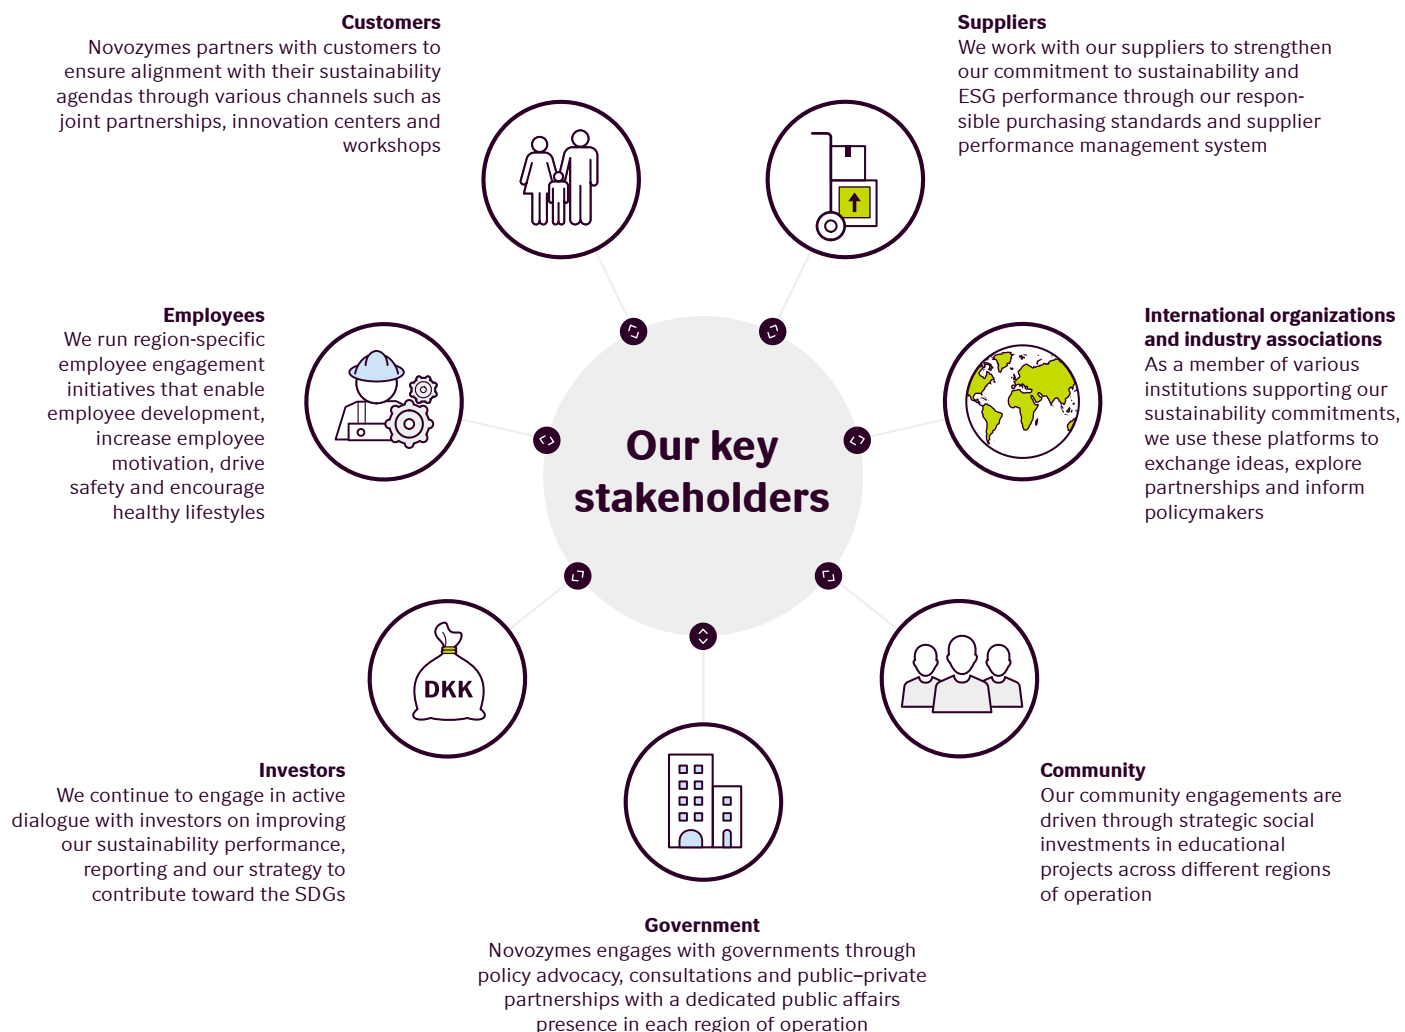 Customers
Novozymes partners with customers to
ensure alignment with their sustainability
agendas through various channels such as
joint partnerships, innovation centers and
workshops
Suppliers
We work with our suppliers to strengthen
our commitment to sustainability and
ESG performance through our respon-
sible purchasing standards and supplier
performance management system
Employees
We run region-specific
employee engagement
initiatives that enable
employee development,
increase employee
motivation, drive
safety and encourage
healthy lifestyles
Our key
stakeholders
International organizations
and industry associations
As a member of various
institutions supporting our
sustainability commitments,
we use these platforms to
exchange ideas, explore
partnerships and inform
policymakers
DKK
Investors
We continue to engage in active
dialogue with investors on improving
our sustainability performance,
reporting and our strategy to
contribute toward the SDGs
Community
Our community engagements are
driven through strategic social
investments in educational
projects across different regions
of operation
Government
Novozymes engages with governments through
policy advocacy, consultations and public–private
partnerships with a dedicated public affairs
presence in each region of operation